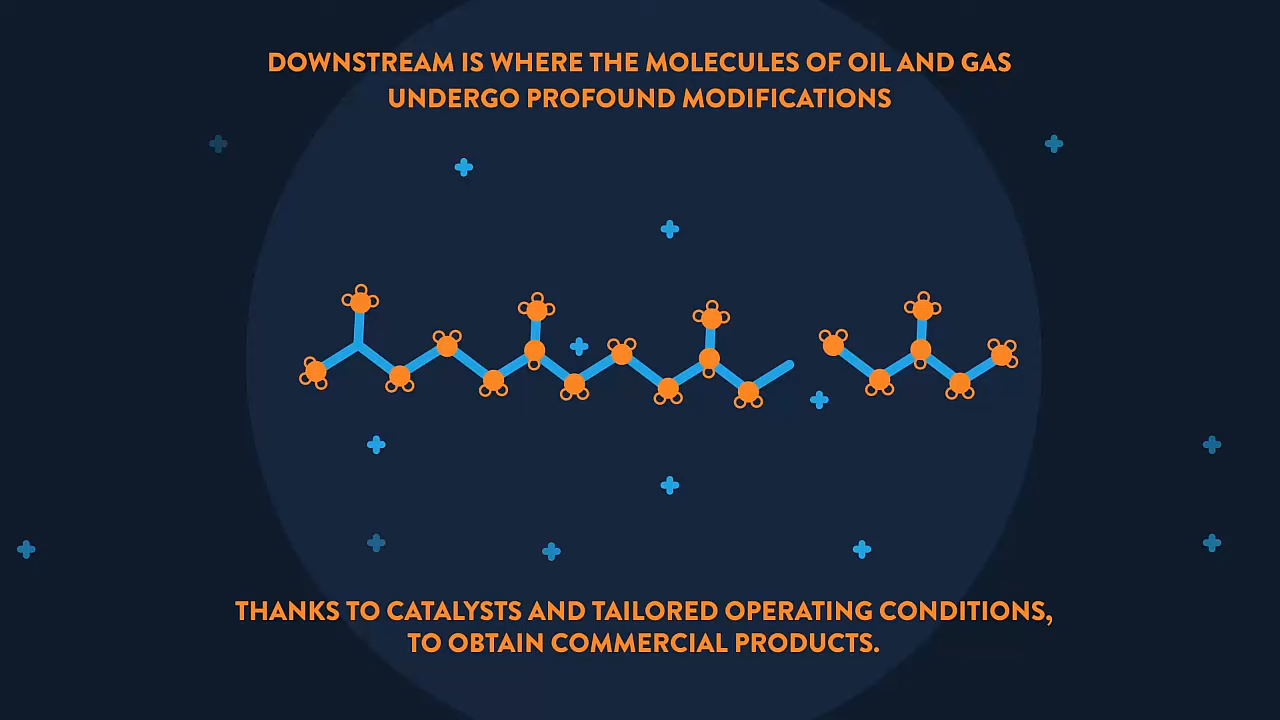 DOWNSTREAM IS WHERE THE MOLECULES OF OIL AND GAS
UNDERGO PROFOUND MODIFICATIONS
THANKS TO CATALYSTS AND TAILORED OPERATING CONDITIONS,
TO OBTAIN COMMERCIAL PRODUCTS.